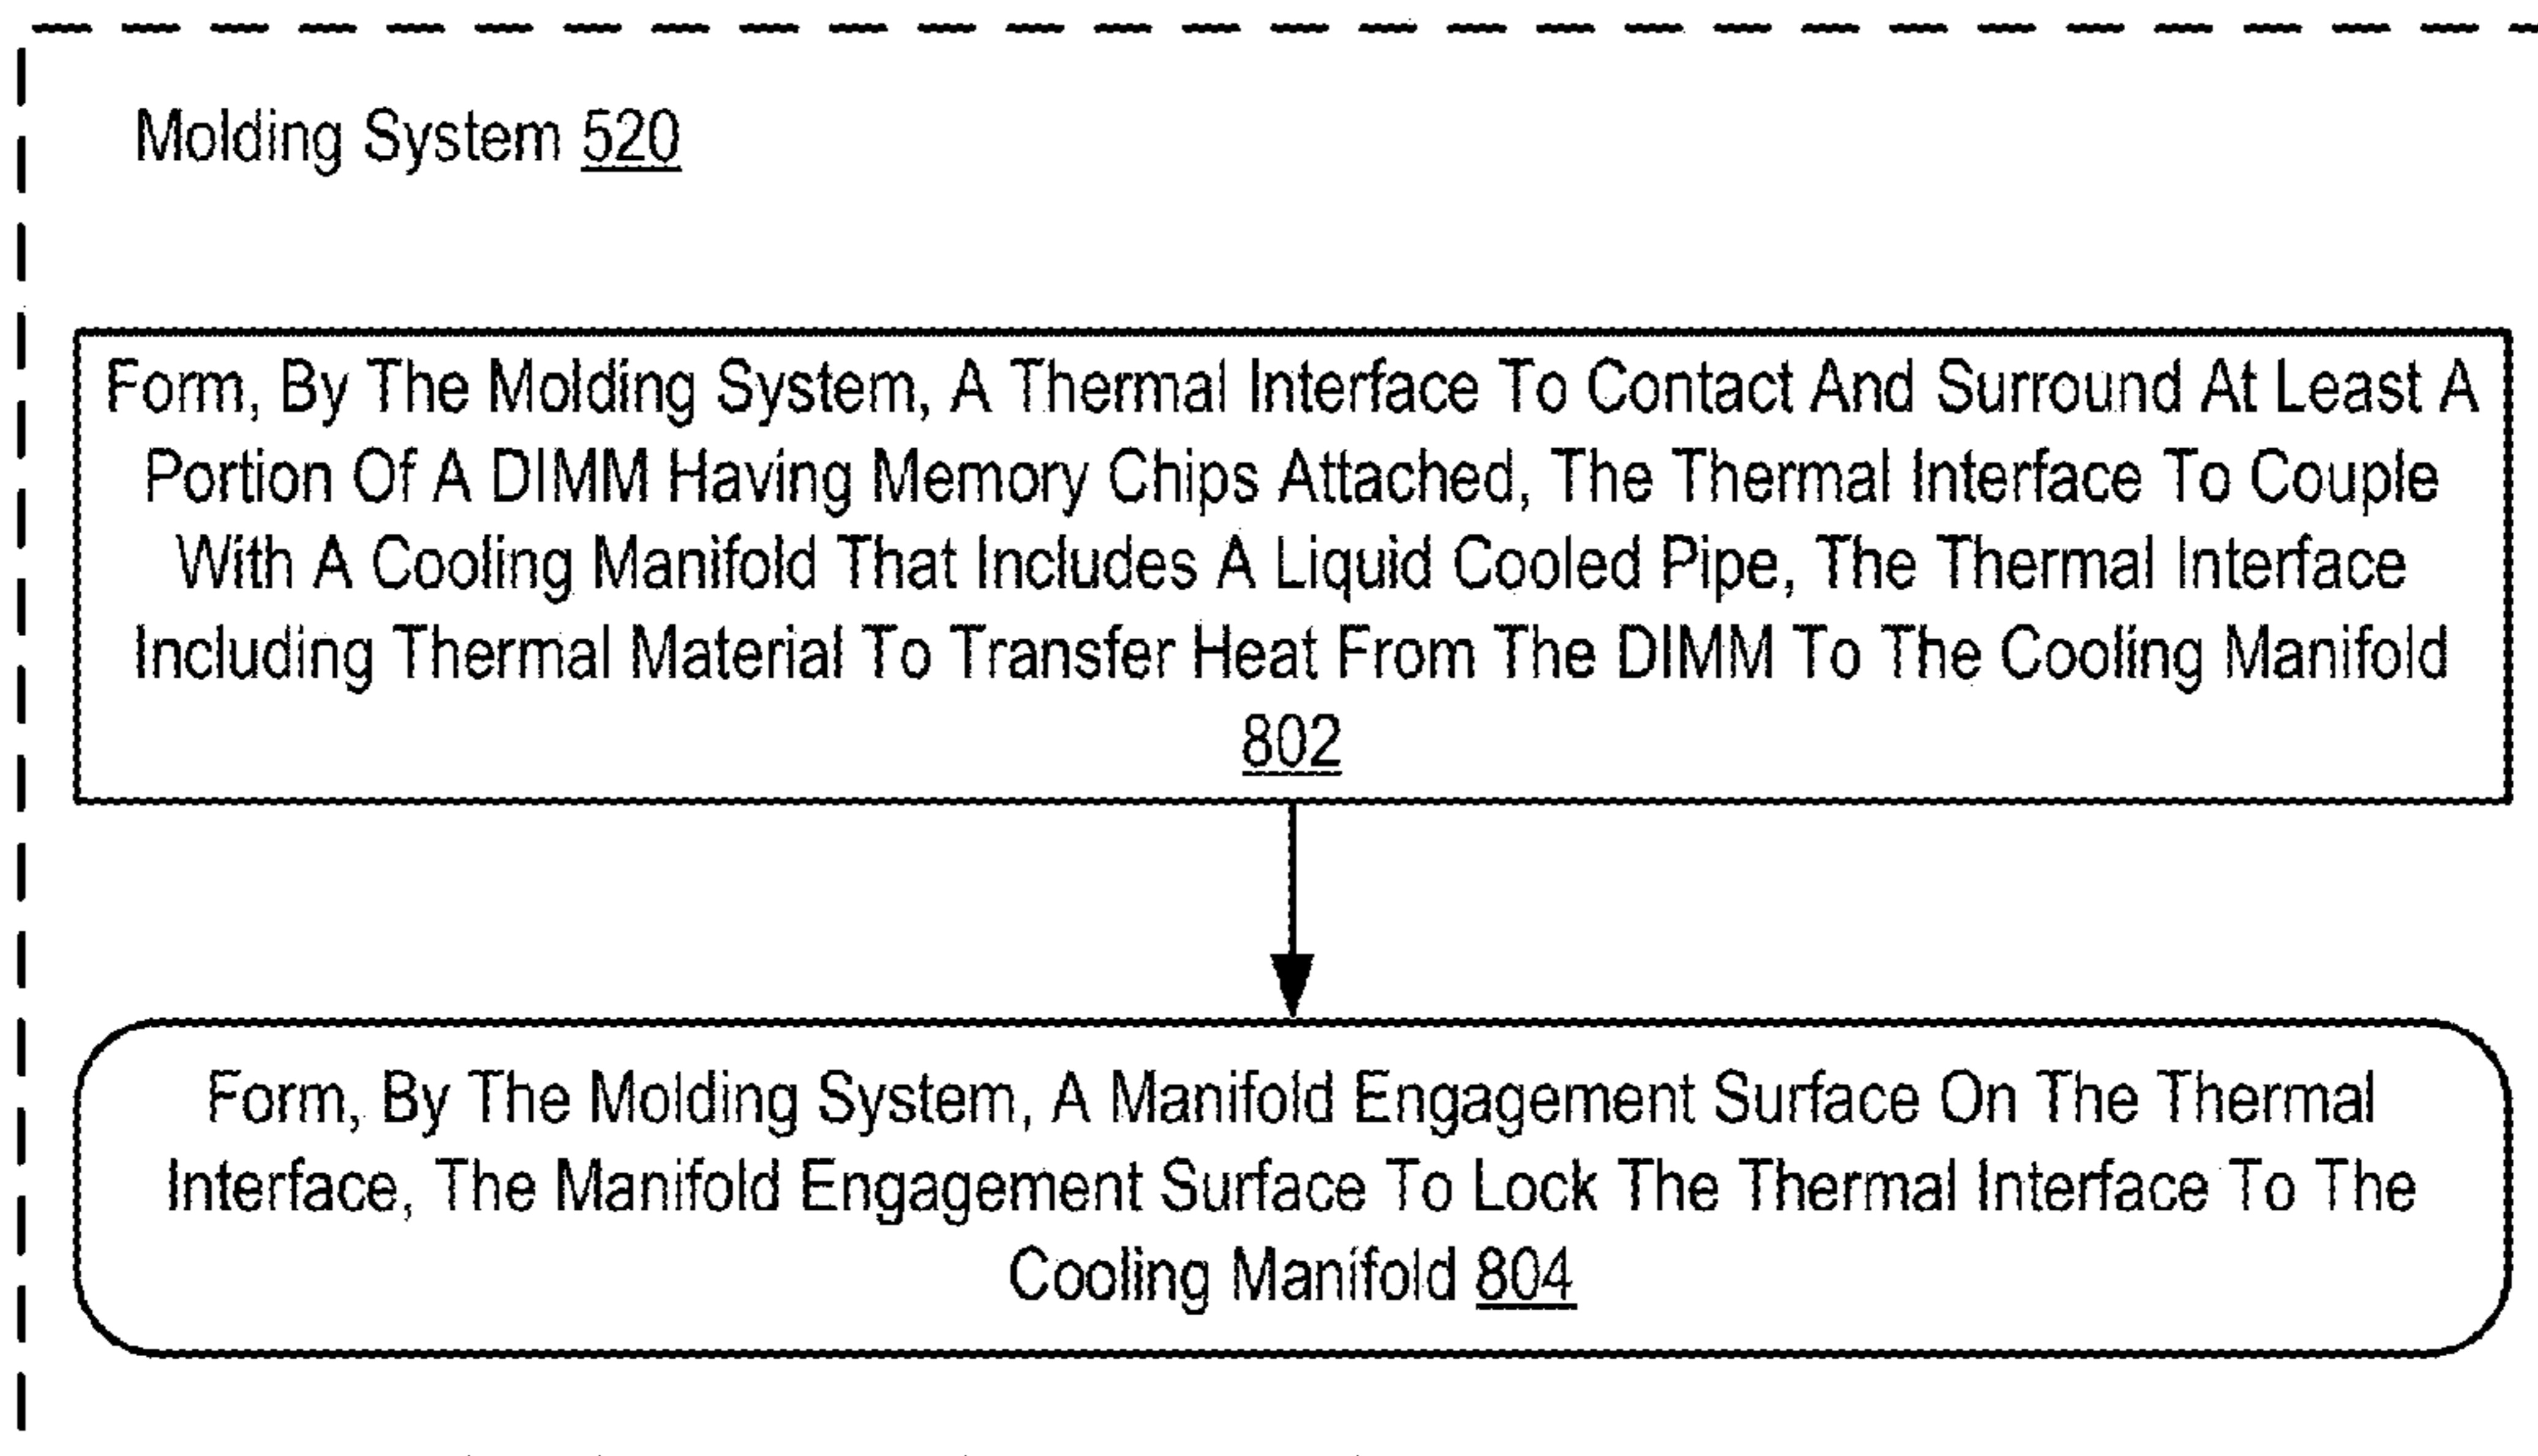 Molding System 520
Form, By The Molding System, A Thermal Interface To Contact And Surround At Least A
Portion Of A DIMM Having Memory Chips Attached, The Thermal Interface To Couple
With A Cooling Manifold That Includes A Liquid Cooled Pipe, The Thermal Interface
Including Thermal Material To Transfer Heat From The DIMM To The Cooling Manifold
802
Form, By The Molding System, A Manifold Engagement Surface On The Thermal
Interface, The Manifold Engagement Surface To Lock The Thermal Interface To The
Cooling Manifold 804